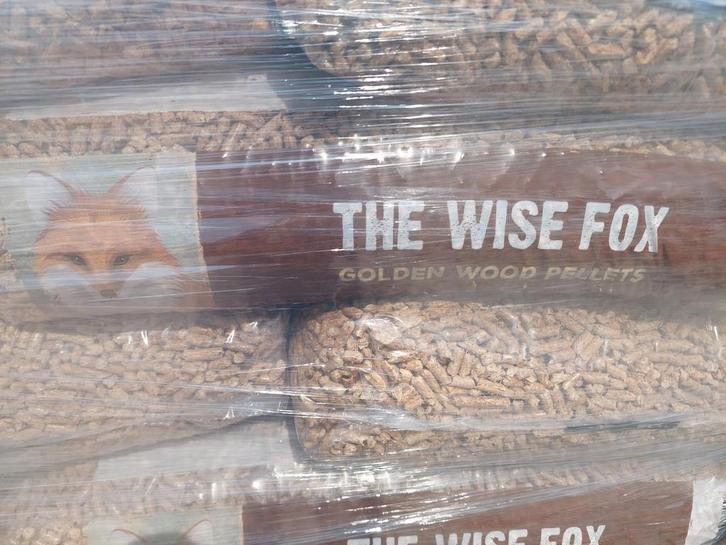 THE WISE FOX
GOLDEN WOOD PELLETS
THE WISE FOX